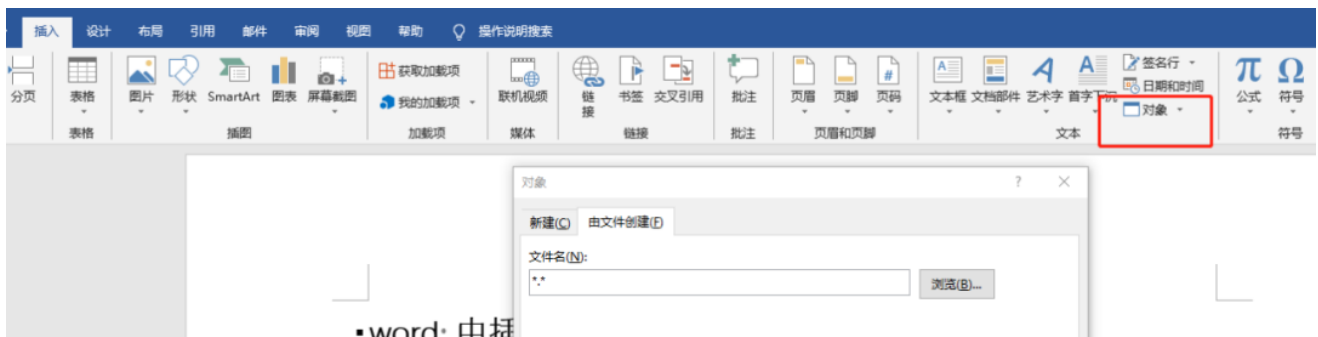 插入 设计 布局 引用 邮件 审阅 视图 帮助 操作说明搜索
分页 表格 图片 形状 SmartArt 图表 屏幕截图 获取加载项 我的加载项 联机视频 链接 书签 交叉引用 批注 页眉 页脚 页码 文本框 文档部件 艺术字 首字下沉 签名行 日期和时间 对象 公式 符号
表格 插图 加载项 媒体 链接 批注 页眉和页脚 文本 符号
对象
新建(C) 由文件创建(F)
文件名(N):
*.*
浏览(B)...
word: 中插